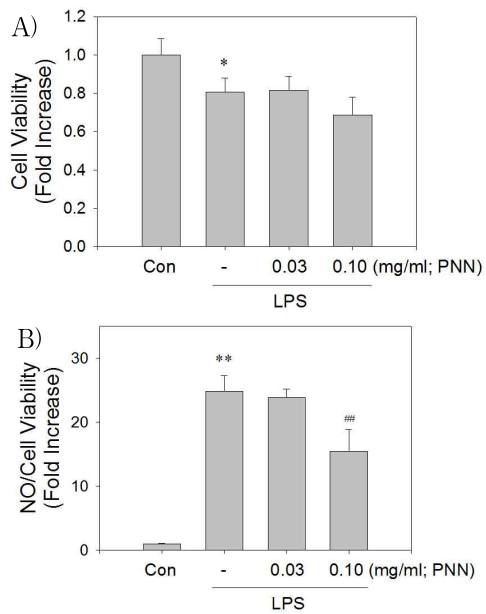 A)
Cell Viability
(Fold Increase)
1.2
1.0
0.8
0.6
0.4
0.2
0.0
*
Con - 0.03 0.10 (mg/ml; PNN)
LPS
B)
NO/Cell Viability
(Fold Increase)
30
20
10
0
**
##
Con - 0.03 0.10 (mg/ml; PNN)
LPS